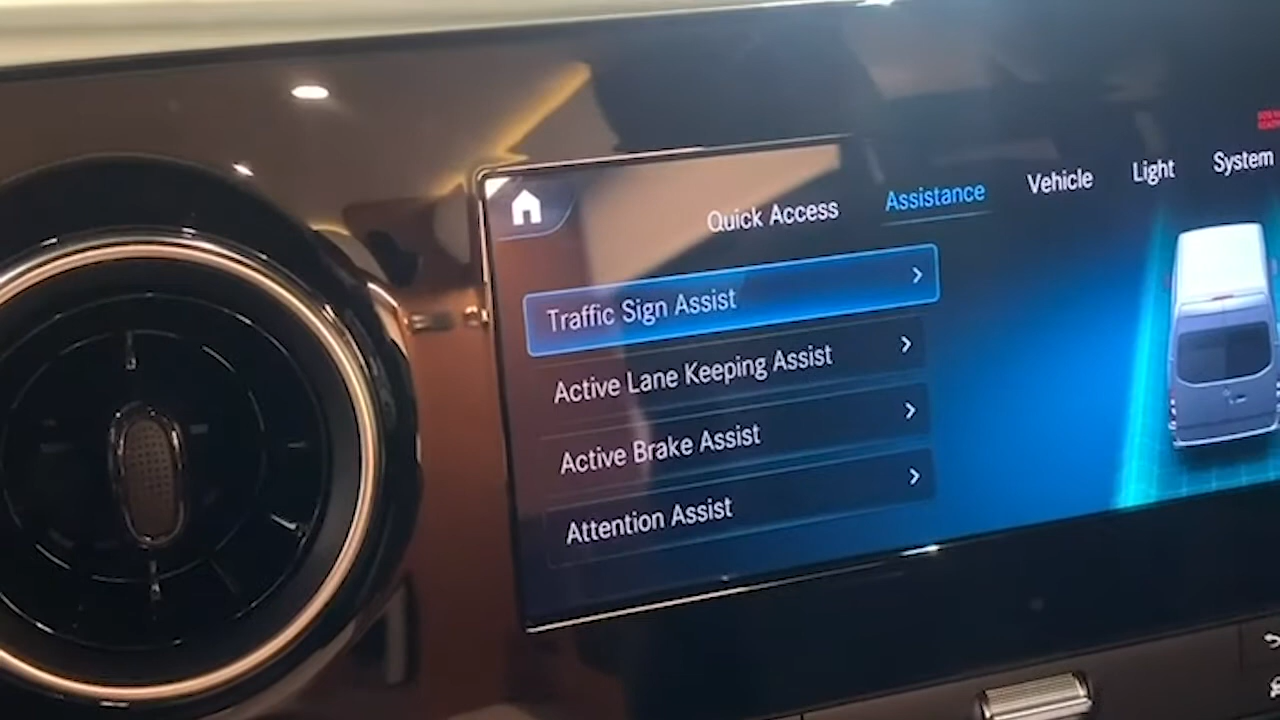 Quick Access
Assistance
Vehicle
Light
System
Traffic Sign Assist
Active Lane Keeping Assist
Active Brake Assist
Attention Assist